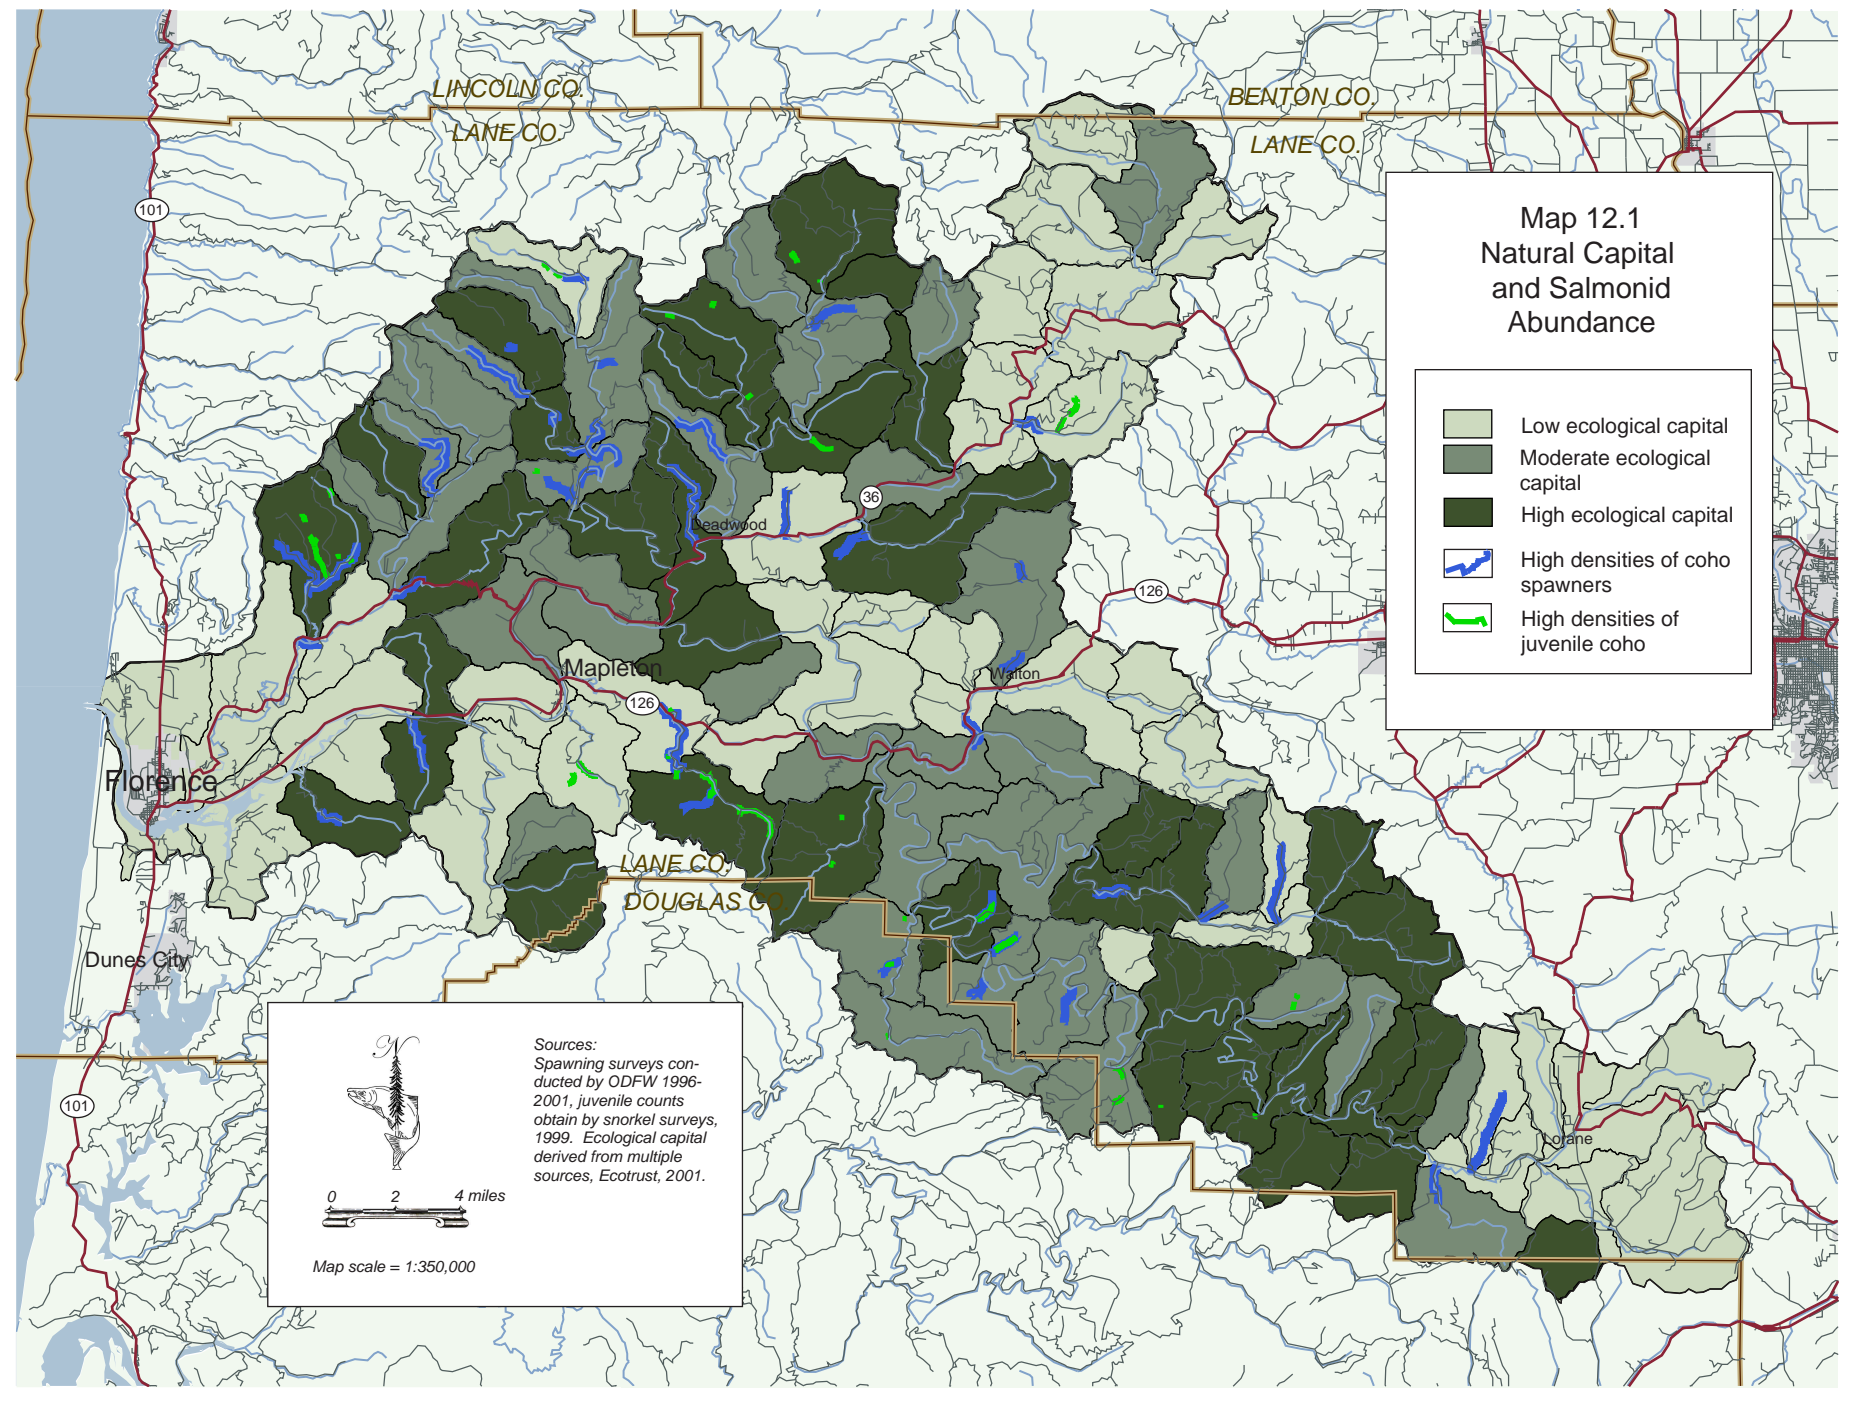 LINCOLN CO.
LANE CO.
BENTON CO.
LANE CO.
101
Map 12.1
Natural Capital
and Salmonid
Abundance
Low ecological capital
Moderate ecological
capital
High ecological capital
High densities of coho
spawners
High densities of
juvenile coho
36
Deadwood
126
Mapleton
Walton
126
Florence
LANE CO.
DOUGLAS CO.
Dunes City
101
Lorane
N
Sources:
Spawning surveys con-
ducted by ODFW 1996-
2001, juvenile counts
obtain by snorkel surveys,
1999. Ecological capital
derived from multiple
sources, Ecotrust, 2001.
0 2 4 miles
Map scale = 1:350,000